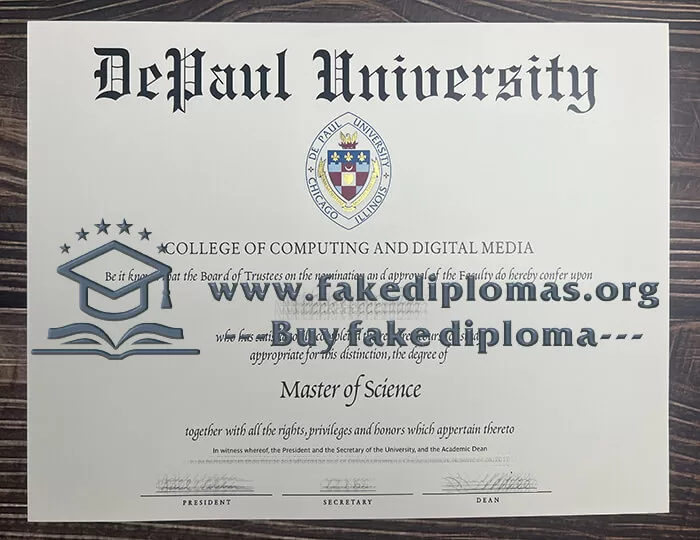 DePaul University
DE PAUL UNIVERSITY
CHICAGO ILLINOIS
COLLEGE OF COMPUTING AND DIGITAL MEDIA
Be it know at the Board of Trustees on the nomination and approval of the Faculty do hereby confer upon
www.fakediplomas.org
who has
Buy fake diploma---
appropriate for this distinction, the degree of
Master of Science
together with all the rights, privileges and honors which appertain thereto
In witness whereof, the President and the Secretary of the University, and the Academic Dean
PRESIDENT SECRETARY DEAN